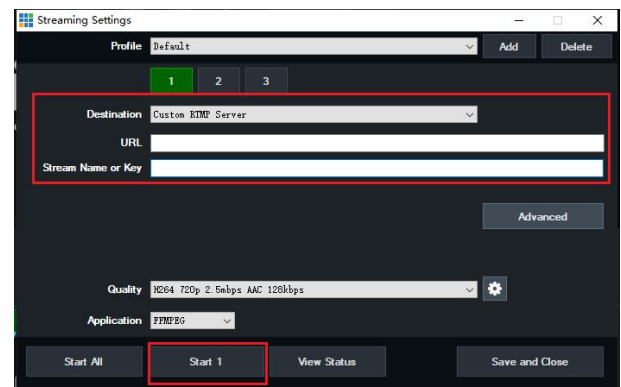 Streaming Settings
Profile Default Add Delete
1 2 3
Destination Custom RTMP Server
URL
Stream Name or Key
Advanced
Quality H264 720p 2.5mbps AAC 128kbps
Application FFMPEG
Start All Start 1 View Status Save and Close